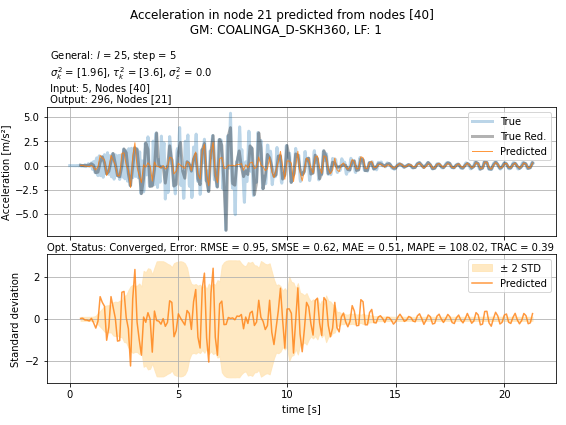 Acceleration in node 21 predicted from nodes [40]
GM: COALINGA_D-SKH360, LF: 1
General: l = 25, step = 5
σ²ₖ = [1.96], τ²ₖ = [3.6], σ²ε = 0.0
Input: 5, Nodes [40]
Output: 296, Nodes [21]
Acceleration [m/s²]
5.0
2.5
0.0
−2.5
−5.0
True
True Red.
Predicted
Opt. Status: Converged, Error: RMSE = 0.95, SMSE = 0.62, MAE = 0.51, MAPE = 108.02, TRAC = 0.39
Standard deviation
2
0
−2
± 2 STD
Predicted
0 5 10 15 20
time [s]